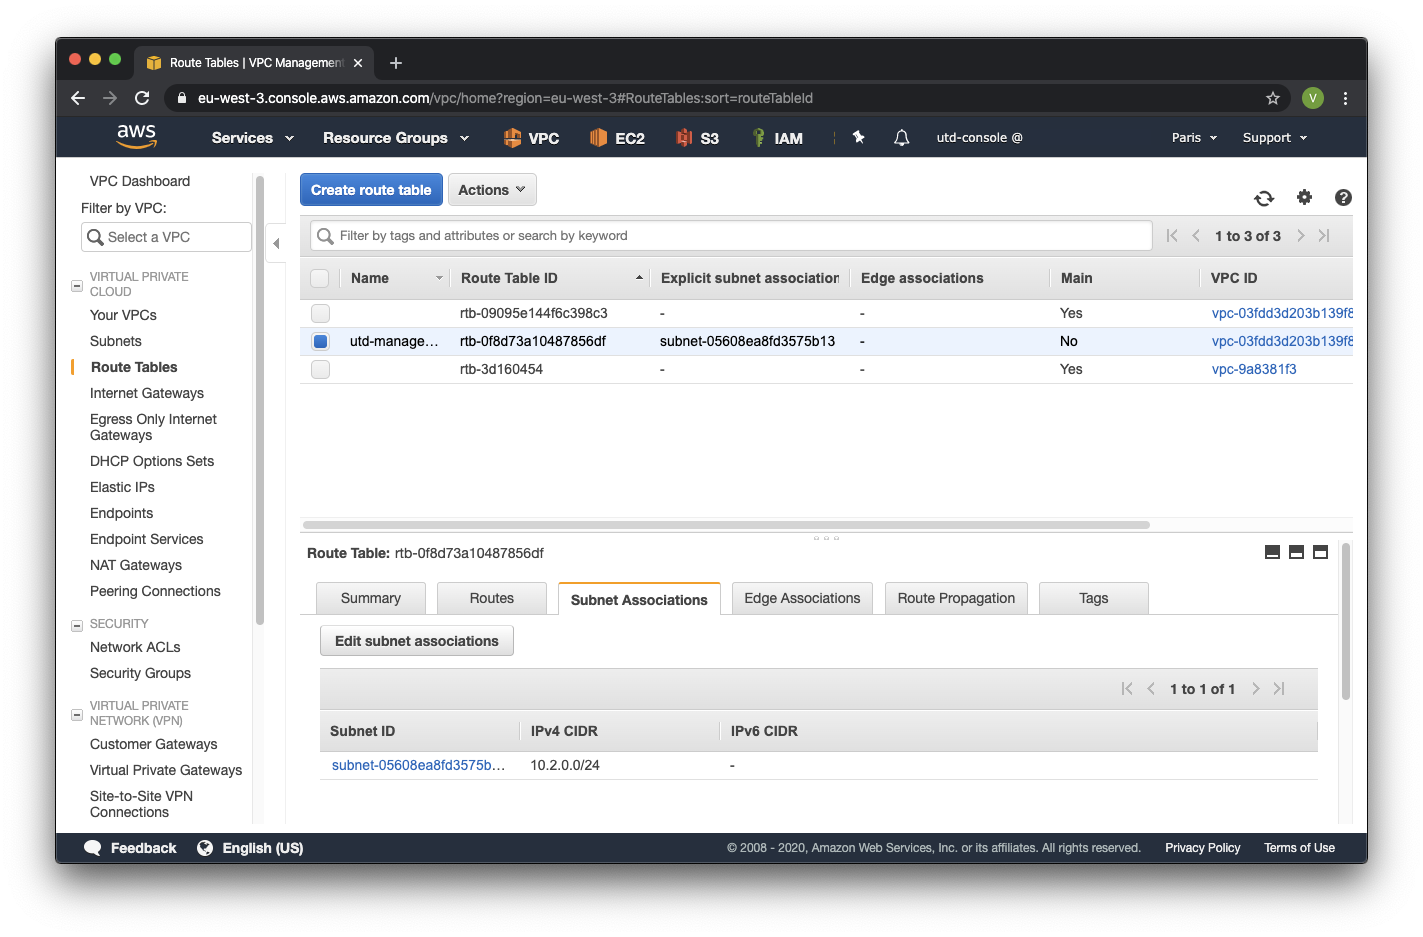 Route Tables | VPC Management
eu-west-3.console.aws.amazon.com/vpc/home?region=eu-west-3#RouteTables:sort=routeTableId
V
aws Services Resource Groups VPC EC2 S3 IAM utd-console @ Paris Support
VPC Dashboard
Filter by VPC:
Select a VPC
VIRTUAL PRIVATE
CLOUD
Your VPCs
Subnets
Route Tables
Internet Gateways
Egress Only Internet
Gateways
DHCP Options Sets
Elastic IPs
Endpoints
Endpoint Services
NAT Gateways
Peering Connections
SECURITY
Network ACLs
Security Groups
VIRTUAL PRIVATE
NETWORK (VPN)
Customer Gateways
Virtual Private Gateways
Site-to-Site VPN
Connections
Create route table Actions
Filter by tags and attributes or search by keyword 1 to 3 of 3
Name Route Table ID Explicit subnet association Edge associations Main VPC ID
rtb-09095e144f6c398c3 - - Yes vpc-03fdd3d203b139f8
utd-manage... rtb-0f8d73a10487856df subnet-05608ea8fd3575b13 - No vpc-03fdd3d203b139f8
rtb-3d160454 - - Yes vpc-9a8381f3
Route Table: rtb-0f8d73a10487856df
Summary Routes Subnet Associations Edge Associations Route Propagation Tags
Edit subnet associations
1 to 1 of 1
Subnet ID IPv4 CIDR IPv6 CIDR
subnet-05608ea8fd3575b... 10.2.0.0/24 -
Feedback English (US) © 2008 - 2020, Amazon Web Services, Inc. or its affiliates. All rights reserved. Privacy Policy Terms of Use